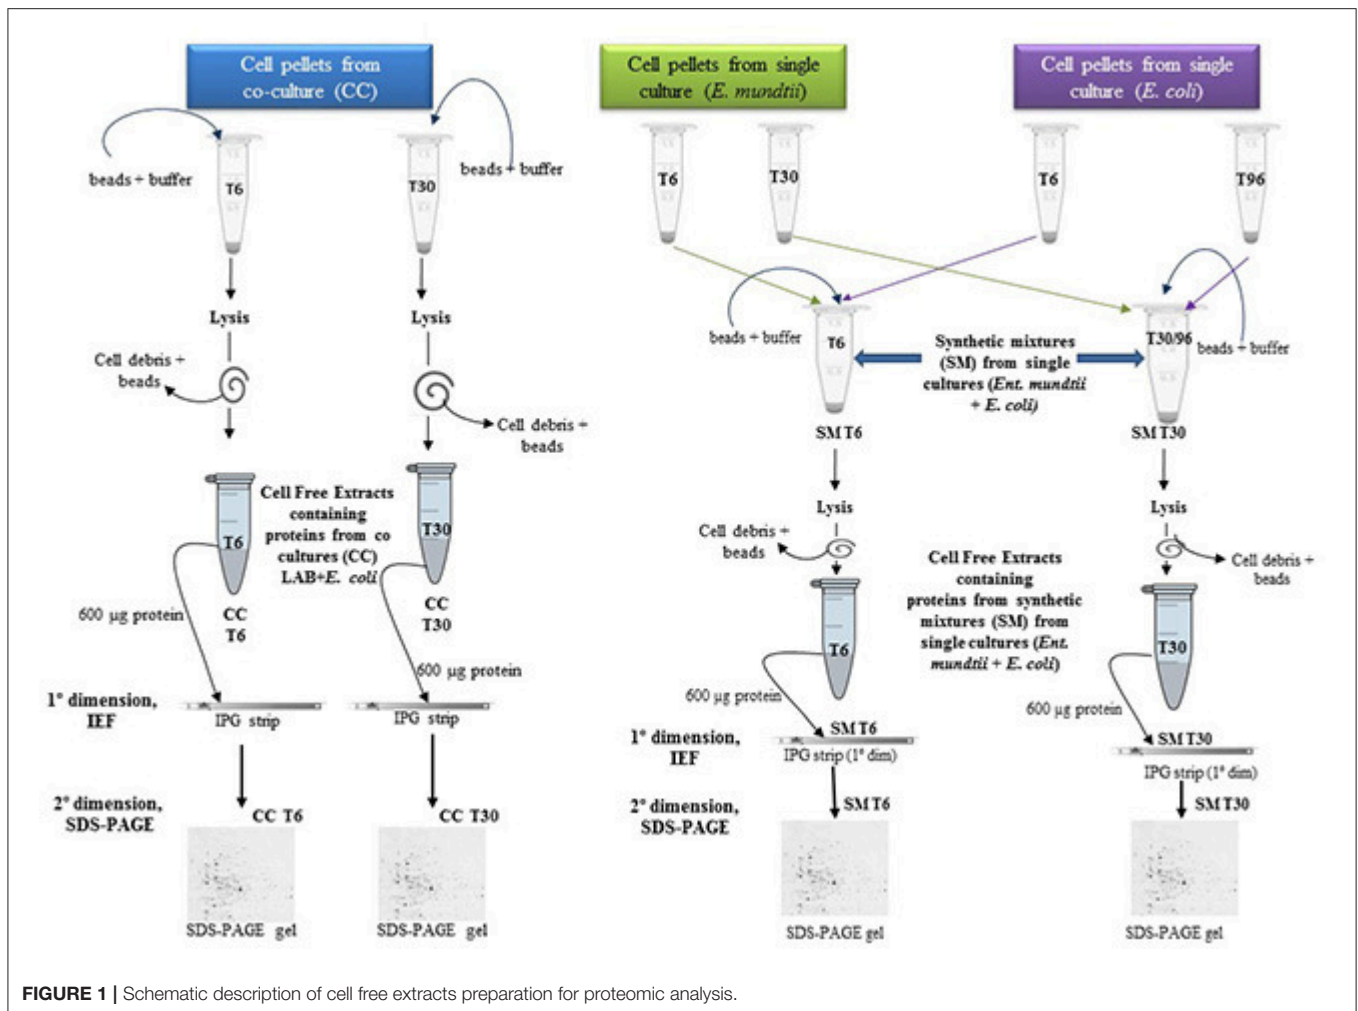 Cell pellets from
co-culture (CC)
Cell pellets from single
culture (E. mundtii)
Cell pellets from single
culture (E. coli)
beads + buffer
T6
T30
beads + buffer
T6
T30
T6
T96
Lysis
Lysis
Cell debris +
beads
Cell debris +
beads
beads + buffer
T6
Synthetic mixtures
(SM) from single
cultures (Ent. mundtii
+ E. coli)
T30/96
beads + buffer
SM T6
SM T30
Cell Free Extracts
containing
proteins from co
cultures (CC)
LAB+E. coli
T6
T30
600 µg protein
CC
T6
CC
T30
600 µg protein
1º dimension,
IEF
IPG strip
IPG strip
2º dimension,
SDS-PAGE
CC T6
CC T30
SDS-PAGE gel
SDS-PAGE gel
Lysis
Lysis
Cell debris +
beads
Cell debris +
beads
Cell Free Extracts
containing
proteins from synthetic
mixtures (SM) from
single cultures (Ent.
mundtii + E. coli)
T6
T30
600 µg protein
600 µg protein
1º dimension,
IEF
SM T6
IPG strip (1º dim)
SM T30
IPG strip (1º dim)
2º dimension,
SDS-PAGE
SM T6
SM T30
SDS-PAGE gel
SDS-PAGE gel
FIGURE 1 | Schematic description of cell free extracts preparation for proteomic analysis.